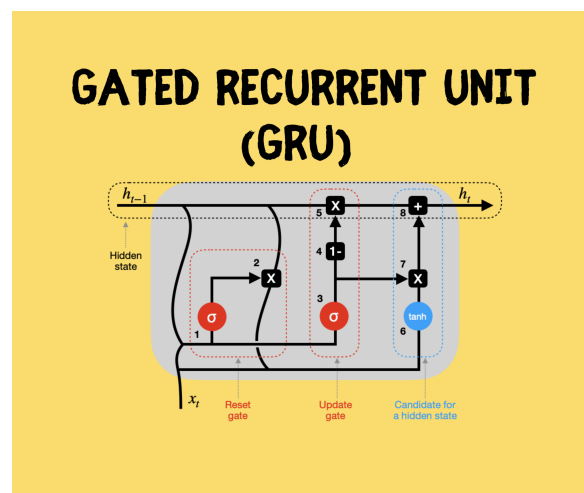 GATED RECURRENT UNIT
(GRU)
h_{t-1}
h_t
5
X
8
+
Hidden
state
4
1-
2
X
7
X
3
σ
σ
tanh
1
6
x_t
Reset
gate
Update
gate
Candidate for
a hidden state